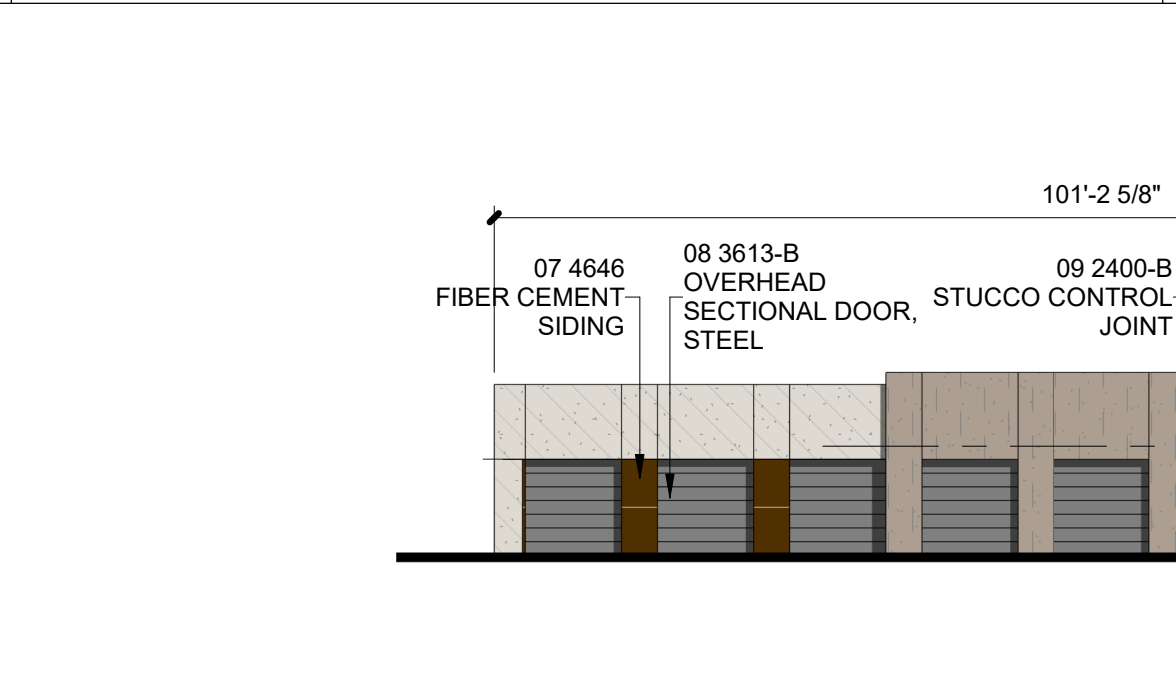 101'-2 5/8"
07 4646
FIBER CEMENT
SIDING
08 3613-B
OVERHEAD
SECTIONAL DOOR,
STEEL
09 2400-B
STUCCO CONTROL
JOINT